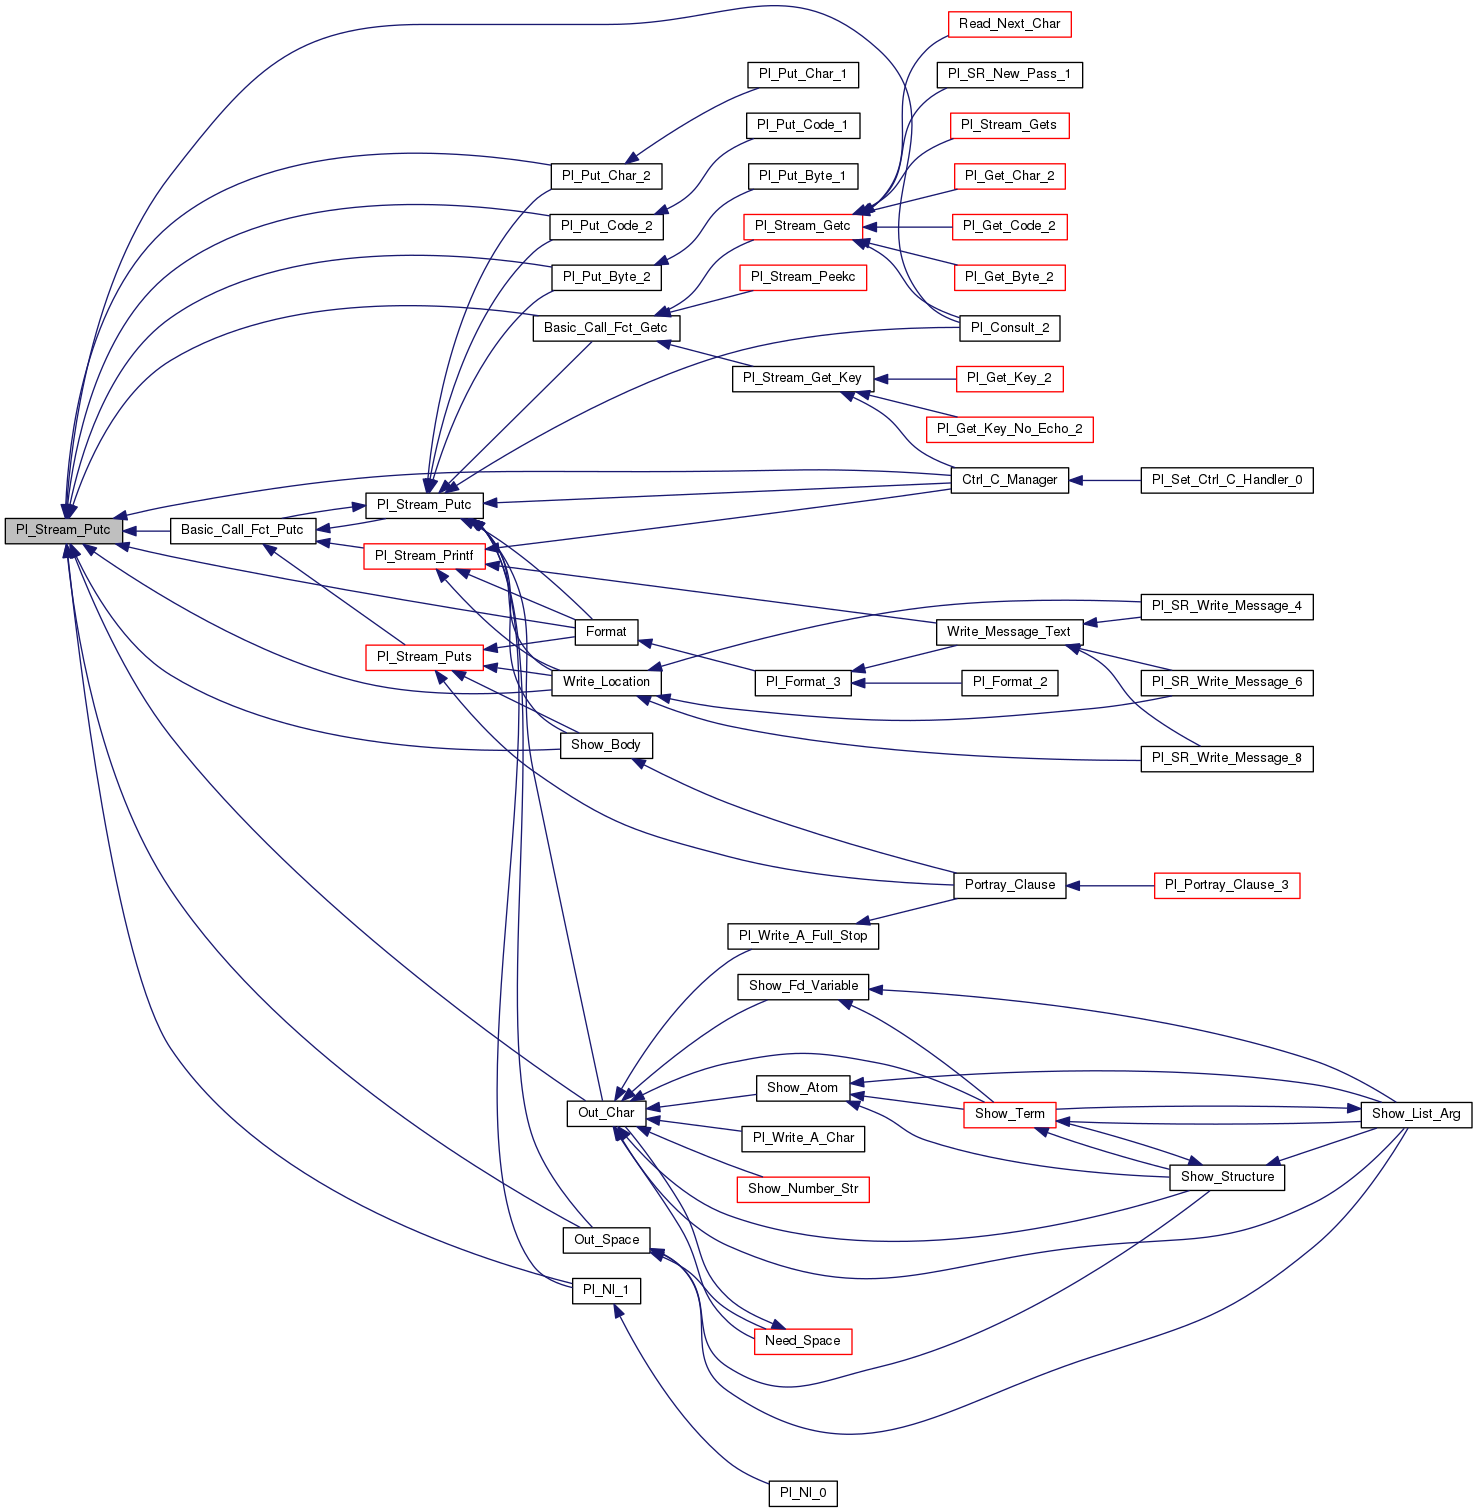 Read_Next_Char
Pl_Put_Char_1
Pl_SR_New_Pass_1
Pl_Put_Code_1
Pl_Stream_Gets
Pl_Put_Char_2
Pl_Put_Byte_1
Pl_Get_Char_2
Pl_Put_Code_2
Pl_Stream_Getc
Pl_Get_Code_2
Pl_Put_Byte_2
Pl_Stream_Peekc
Pl_Get_Byte_2
Basic_Call_Fct_Getc
Pl_Consult_2
Pl_Stream_Get_Key
Pl_Get_Key_2
Pl_Get_Key_No_Echo_2
Ctrl_C_Manager
Pl_Set_Ctrl_C_Handler_0
Pl_Stream_Putc
Pl_Stream_Putc
Basic_Call_Fct_Putc
Pl_Stream_Printf
Pl_SR_Write_Message_4
Format
Write_Message_Text
Pl_Stream_Puts
Write_Location
Pl_Format_3
Pl_Format_2
Pl_SR_Write_Message_6
Show_Body
Pl_SR_Write_Message_8
Portray_Clause
Pl_Portray_Clause_3
Pl_Write_A_Full_Stop
Show_Fd_Variable
Show_Atom
Out_Char
Show_Term
Show_List_Arg
Pl_Write_A_Char
Show_Number_Str
Show_Structure
Out_Space
Pl_Nl_1
Need_Space
Pl_Nl_0